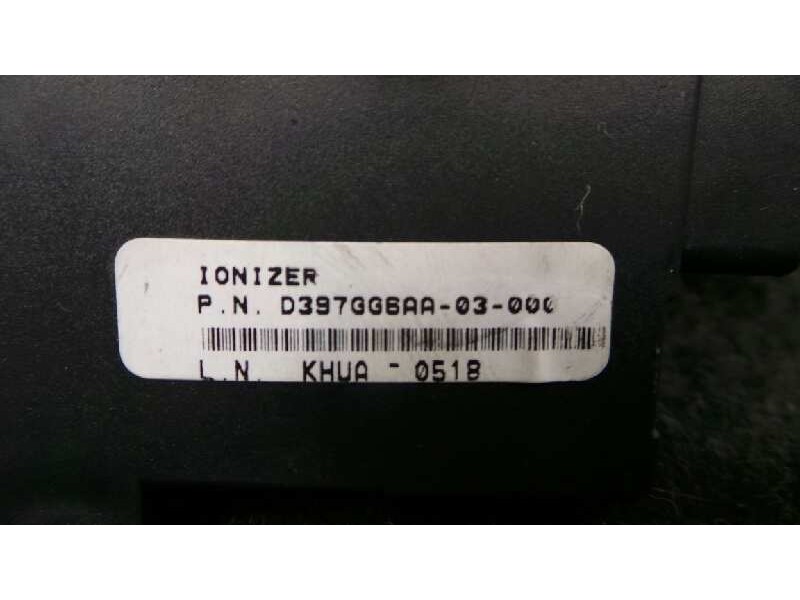 IONIZER
P.N. D397GG6AA-03-000
L.N. KHUA - 0518